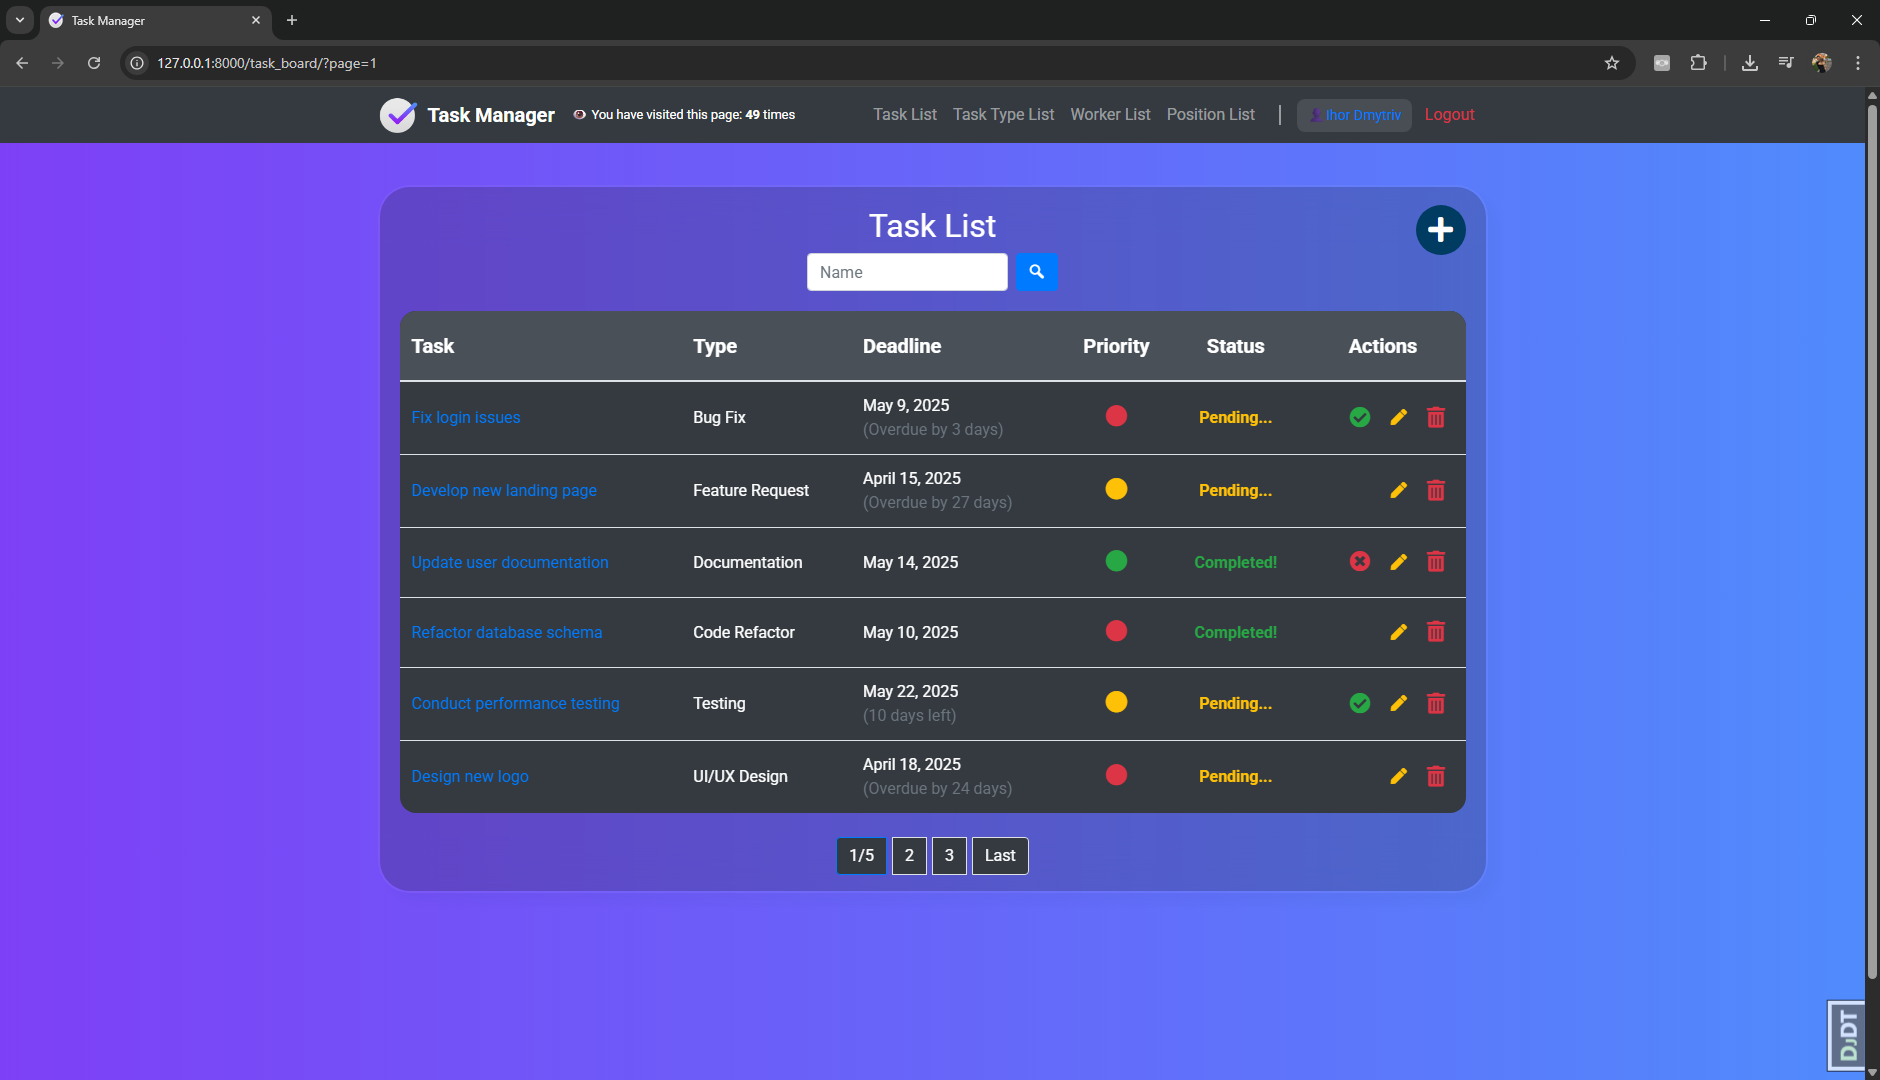 Task Manager
127.0.0.1:8000/task_board/?page=1
Task Manager
You have visited this page: 49 times
Task List
Task Type List
Worker List
Position List
Ihor Dmytriv
Logout
Task List
Name
Task Type Deadline Priority Status Actions
Fix login issues Bug Fix May 9, 2025 Pending...
(Overdue by 3 days)
Develop new landing page Feature Request April 15, 2025 Pending...
(Overdue by 27 days)
Update user documentation Documentation May 14, 2025 Completed!
Refactor database schema Code Refactor May 10, 2025 Completed!
Conduct performance testing Testing May 22, 2025 Pending...
(10 days left)
Design new logo UI/UX Design April 18, 2025 Pending...
(Overdue by 24 days)
1/5 2 3 Last
DJDT